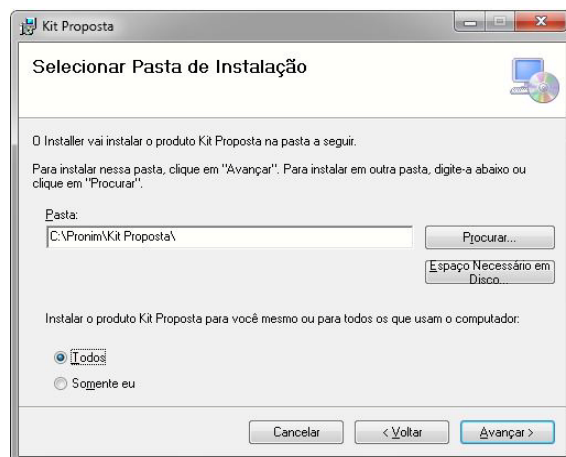 Kit Proposta
Selecionar Pasta de Instalação
O Installer vai instalar o produto Kit Proposta na pasta a seguir.
Para instalar nessa pasta, clique em "Avançar". Para instalar em outra pasta, digite-a abaixo ou
clique em "Procurar".
Pasta:
C:\Pronim\Kit Proposta\
Procurar...
Espaço Necessário em
Disco...
Instalar o produto Kit Proposta para você mesmo ou para todos os que usam o computador:
Todos
Somente eu
Cancelar
< Voltar
Avançar >